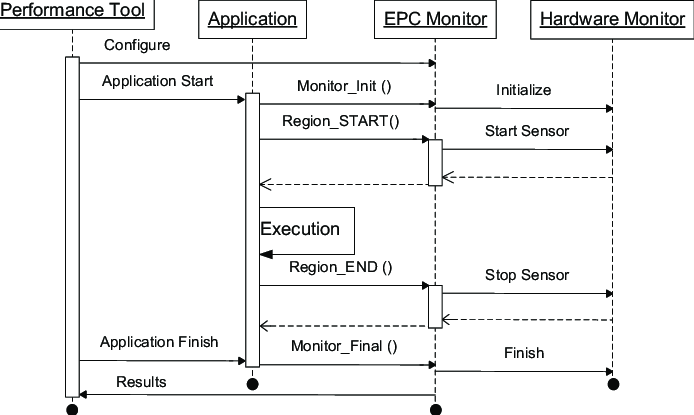 Performance Tool
Application
EPC Monitor
Hardware Monitor
Configure
Application Start
Monitor_Init ()
Initialize
Region_START()
Start Sensor
Execution
Region_END ()
Stop Sensor
Application Finish
Monitor_Final ()
Finish
Results